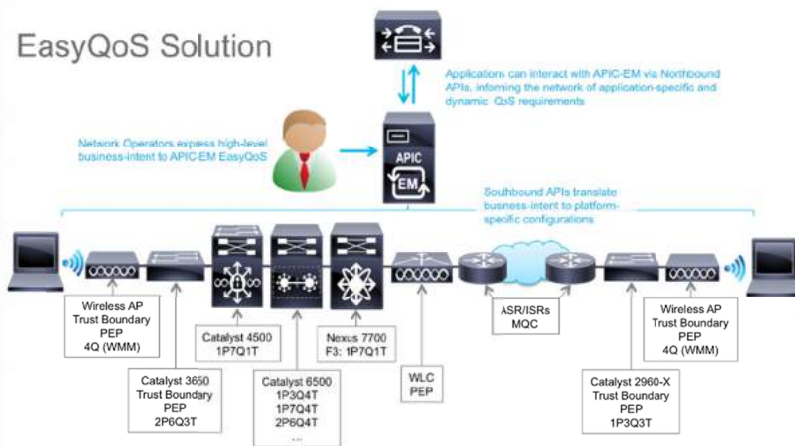 EasyQoS Solution
Applications can interact with APIC-EM via Northbound
APIs, informing the network of application-specific and
dynamic QoS requirements
Network Operators express high-level
business-intent to APIC-EM EasyQoS
APIC
EM
Southbound APIs translate
business-intent to platform-
specific configurations
Wireless AP
Trust Boundary
PEP
4Q (WMM)
Catalyst 3650
Trust Boundary
PEP
2P6Q3T
Catalyst 4500
1P7Q1T
Catalyst 6500
1P3Q4T
1P7Q4T
2P6Q4T
...
Nexus 7700
F3: 1P7Q1T
WLC
PEP
ASR/ISRs
MQC
Catalyst 2960-X
Trust Boundary
PEP
1P3Q3T
Wireless AP
Trust Boundary
PEP
4Q (WMM)